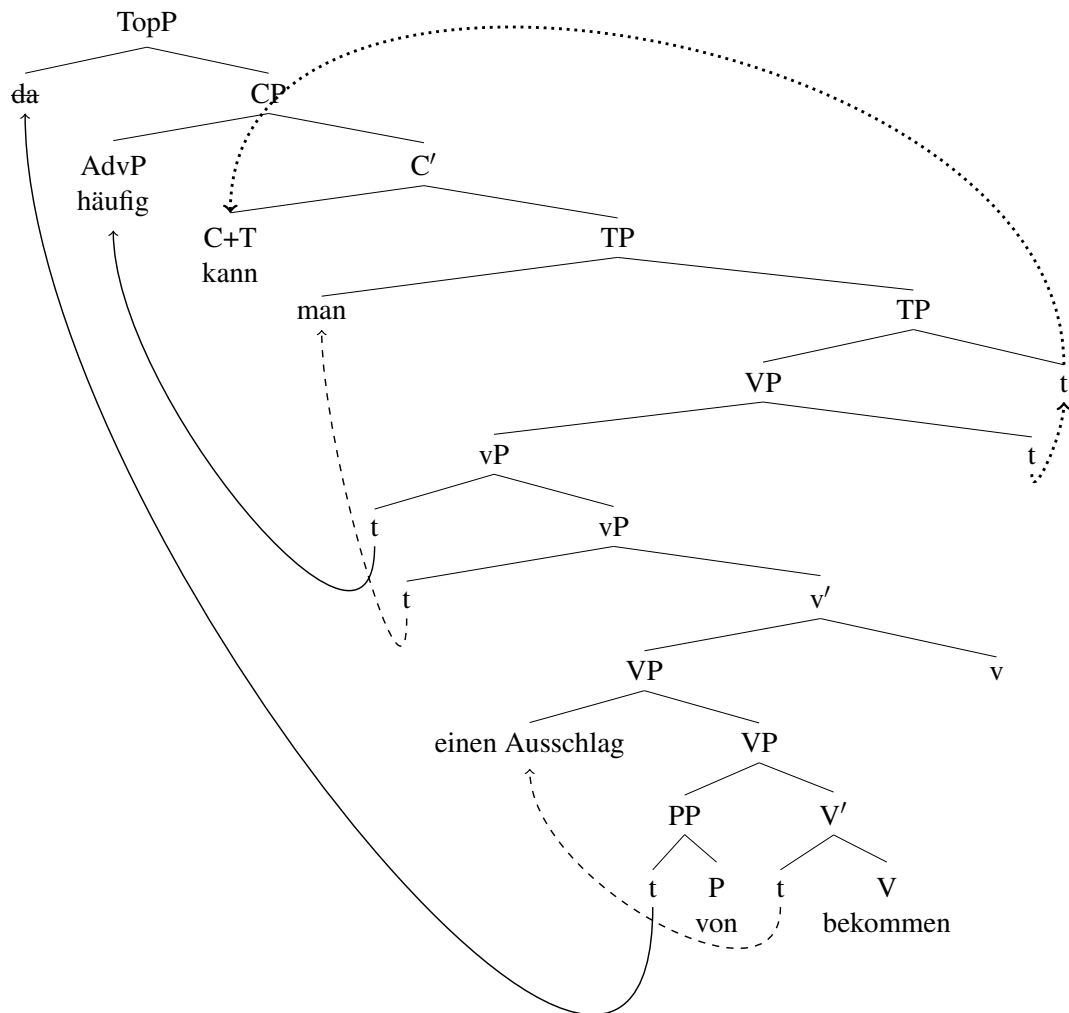 TopP
da CP
AdvP C′
häufig
C+T TP
kann
man TP
VP t
vP t
t vP
t v′
VP v
einen Ausschlag VP
PP V′
t P t V
von bekommen